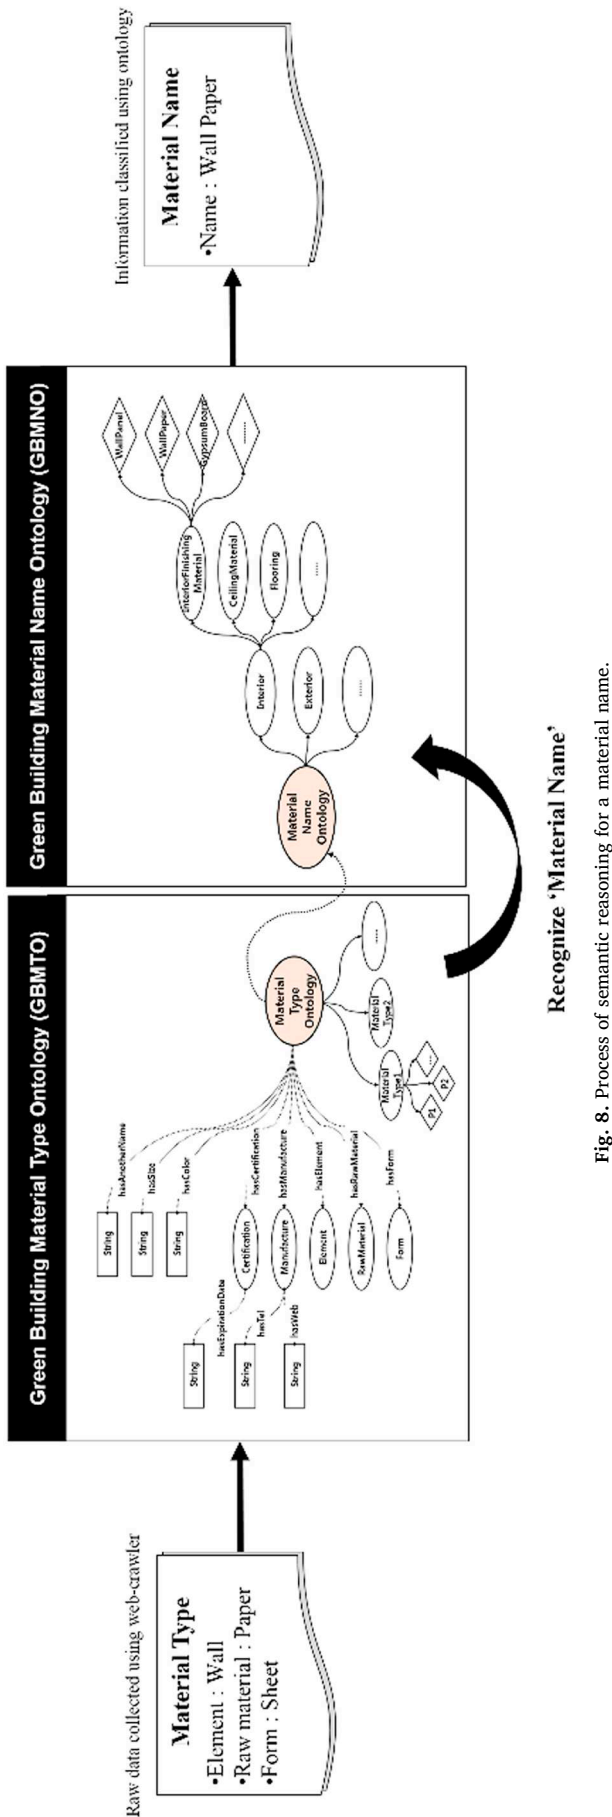 Raw data collected using web-crawler
Material Type
•Element : Wall
•Raw material : Paper
•Form : Sheet
Green Building Material Type Ontology (GBMTO)
String
String
String
hasAnotherName
hasSize
hasColor
String
String
String
hasExpirationDate
hasTel
hasWeb
Certification
Manufacture
Element
RawMaterial
Form
hasCertification
hasManufacture
hasElement
hasRawMaterial
hasForm
Material
Type
Ontology
Material
Type1
Material
Type2
......
P1
P2
....
Green Building Material Name Ontology (GBMNO)
Material
Name
Ontology
Interior
Exterior
......
InteriorFinishing
Material
CeilingMaterial
Flooring
......
WallPanel
WallPaper
GypsumBoard
......
Recognize ‘Material Name’
Information classified using ontology
Material Name
•Name : Wall Paper
Fig. 8. Process of semantic reasoning for a material name.